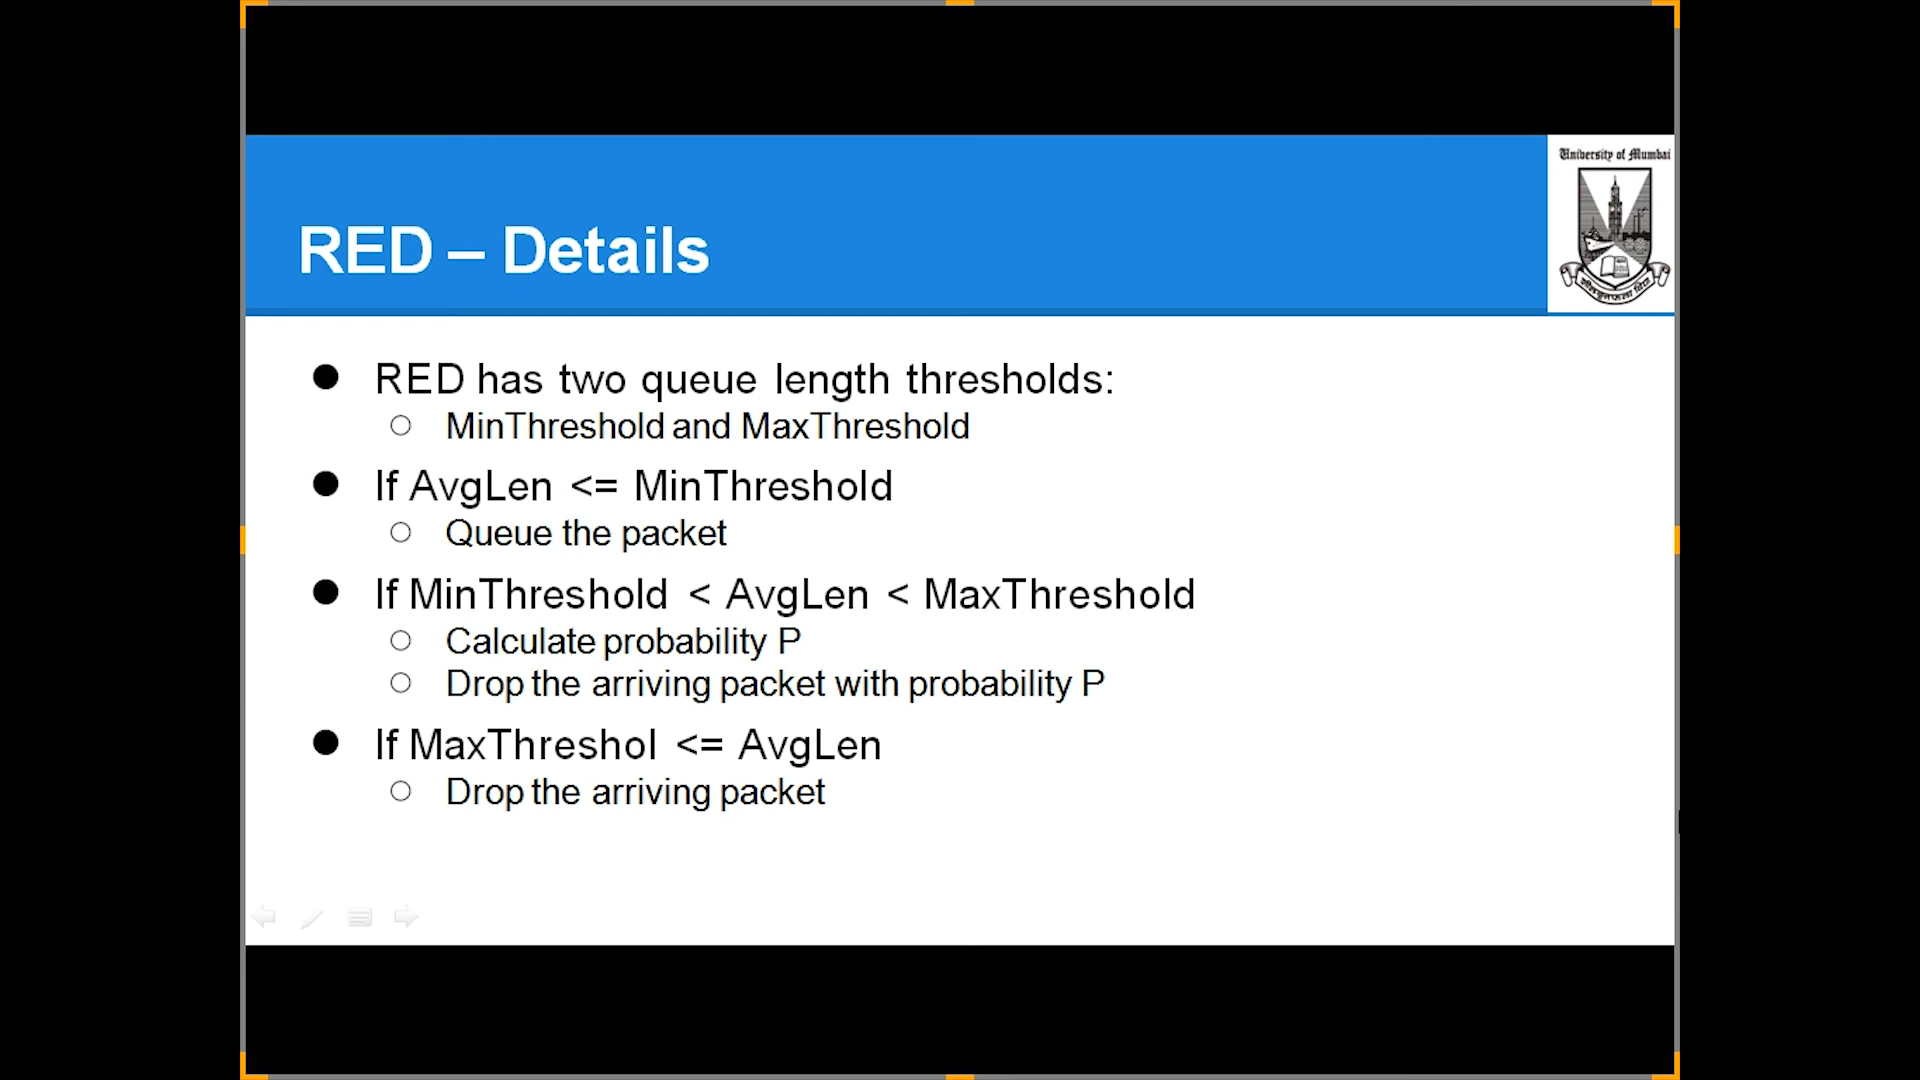 University of Mumbai
RED – Details
RED has two queue length thresholds:
MinThreshold and MaxThreshold
If AvgLen <= MinThreshold
Queue the packet
If MinThreshold < AvgLen < MaxThreshold
Calculate probability P
Drop the arriving packet with probability P
If MaxThreshol <= AvgLen
Drop the arriving packet